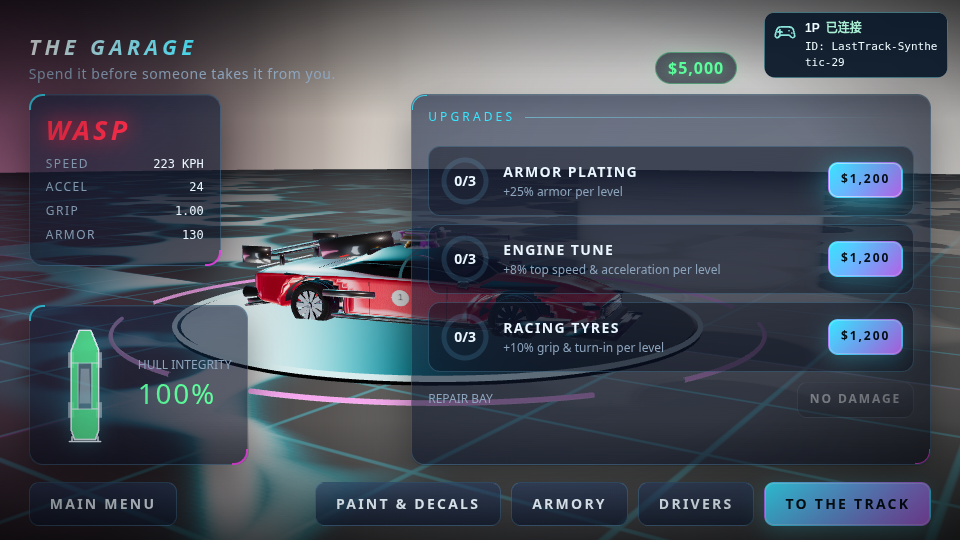 THE GARAGE
Spend it before someone takes it from you.
$5,000
1P 已连接
ID: LastTrack-Synthe
tic-29
WASP
SPEED 223 KPH
ACCEL 24
GRIP 1.00
ARMOR 130
UPGRADES
0/3 ARMOR PLATING $1,200
+25% armor per level
0/3 ENGINE TUNE $1,200
+8% top speed & acceleration per level
0/3 RACING TYRES $1,200
+10% grip & turn-in per level
REPAIR BAY NO DAMAGE
HULL INTEGRITY
100%
1
MAIN MENU PAINT & DECALS ARMORY DRIVERS TO THE TRACK